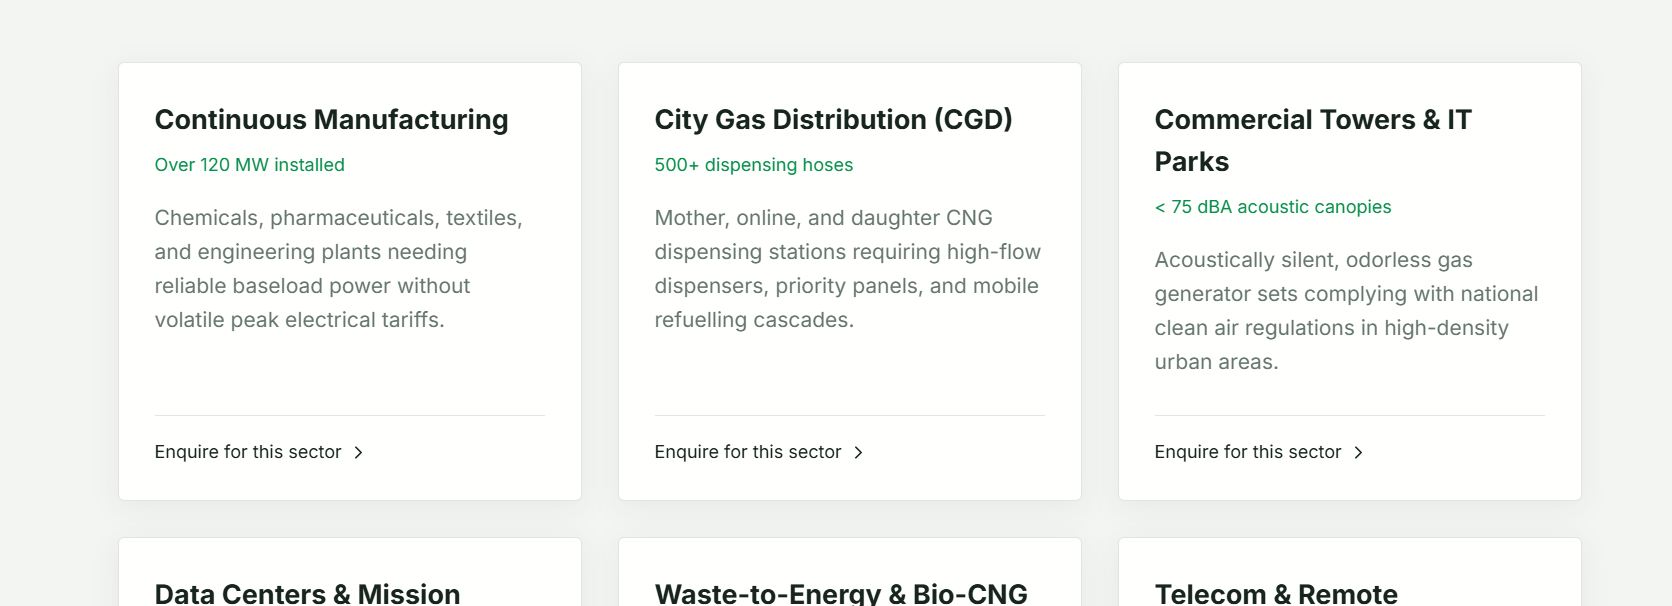 Continuous Manufacturing
Over 120 MW installed
Chemicals, pharmaceuticals, textiles,
and engineering plants needing
reliable baseload power without
volatile peak electrical tariffs.
Enquire for this sector
City Gas Distribution (CGD)
500+ dispensing hoses
Mother, online, and daughter CNG
dispensing stations requiring high-flow
dispensers, priority panels, and mobile
refuelling cascades.
Enquire for this sector
Commercial Towers & IT
Parks
< 75 dBA acoustic canopies
Acoustically silent, odorless gas
generator sets complying with national
clean air regulations in high-density
urban areas.
Enquire for this sector
Data Centers & Mission
Waste-to-Energy & Bio-CNG
Telecom & Remote